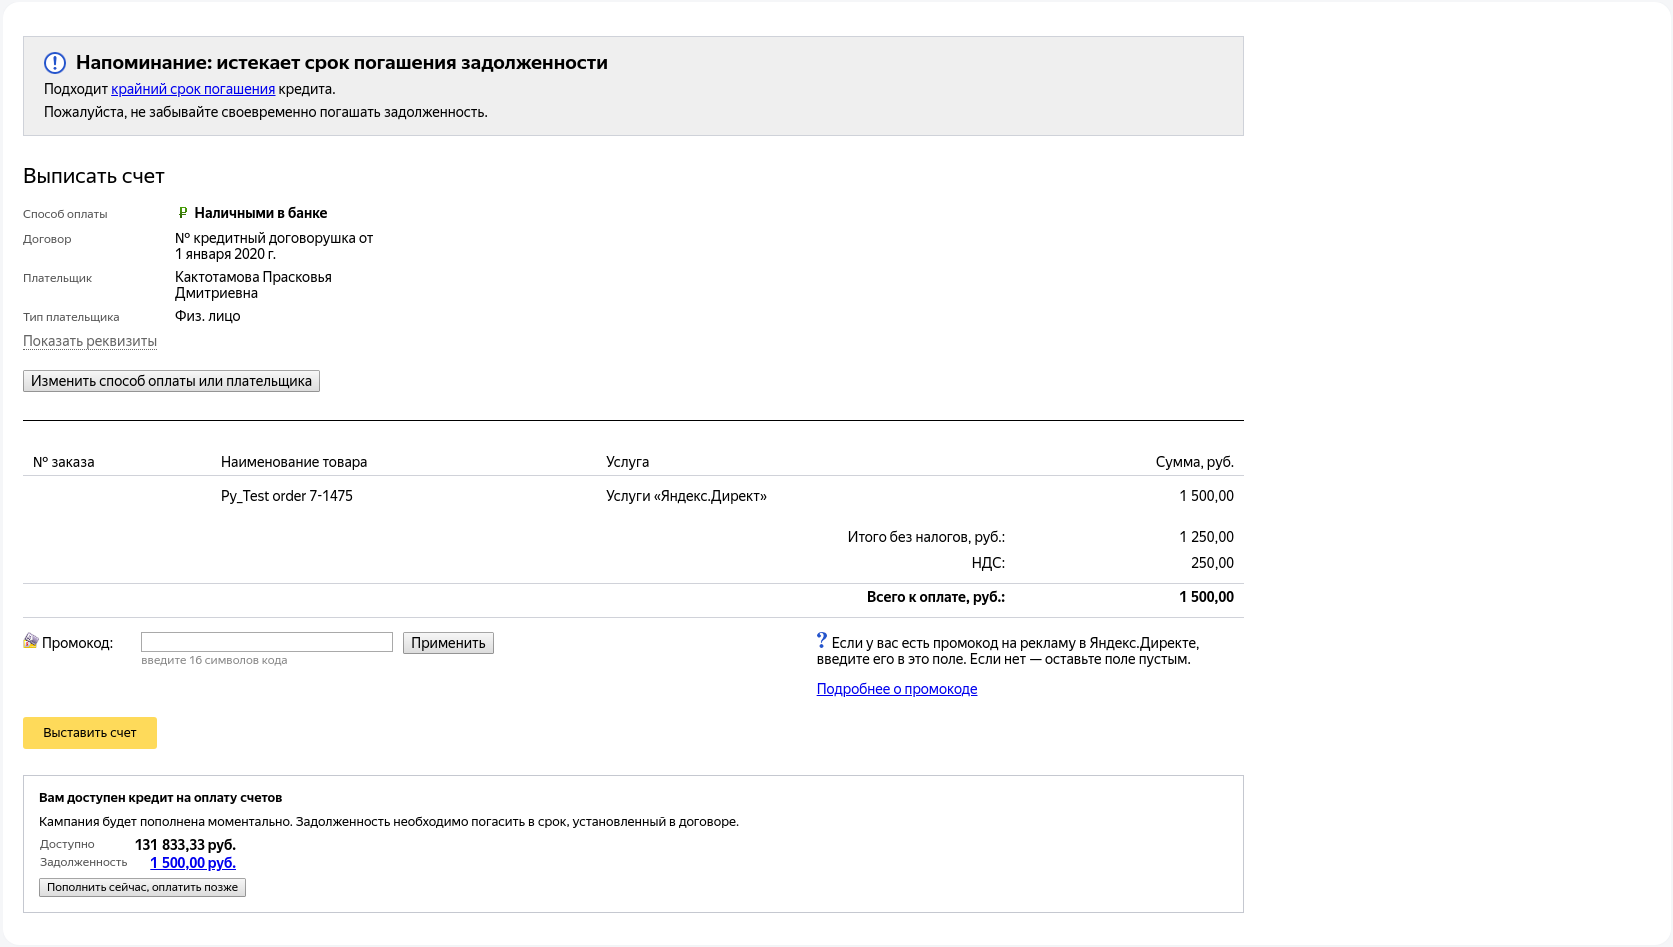 Напоминание: истекает срок погашения задолженности
Подходит крайний срок погашения кредита.
Пожалуйста, не забывайте своевременно погашать задолженность.
Выписать счет
Способ оплаты ₽ Наличными в банке
Договор № кредитный договорушка от
1 января 2020 г.
Плательщик Кактотамова Прасковья
Дмитриевна
Тип плательщика Физ. лицо
Показать реквизиты
Изменить способ оплаты или плательщика
№ заказа Наименование товара Услуга Сумма, руб.
Py_Test order 7-1475 Услуги «Яндекс.Директ» 1 500,00
Итого без налогов, руб.: 1 250,00
НДС: 250,00
Всего к оплате, руб.: 1 500,00
Промокод: Применить
введите 16 символов кода
? Если у вас есть промокод на рекламу в Яндекс.Директе,
введите его в это поле. Если нет — оставьте поле пустым.
Подробнее о промокоде
Выставить счет
Вам доступен кредит на оплату счетов
Кампания будет пополнена моментально. Задолженность необходимо погасить в срок, установленный в договоре.
Доступно 131 833,33 руб.
Задолженность 1 500,00 руб.
Пополнить сейчас, оплатить позже